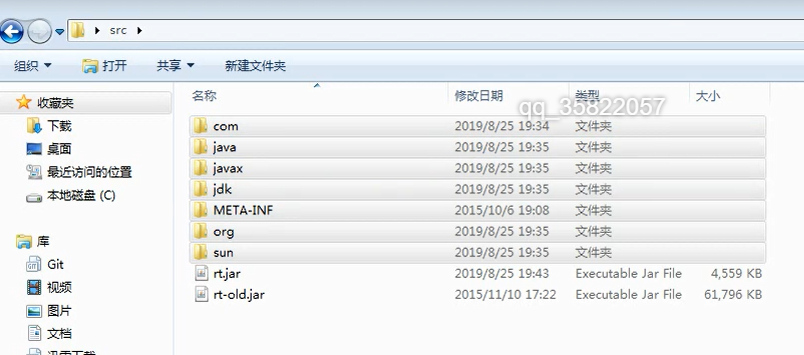 src
组织 打开 共享 新建文件夹
收藏夹
下载
桌面
最近访问的位置
本地磁盘 (C)
库
Git
视频
图片
文档
迅雷下载
名称 修改日期 类型 大小
qq_35822057
com 2019/8/25 19:34 文件夹
java 2019/8/25 19:35 文件夹
javax 2019/8/25 19:35 文件夹
jdk 2019/8/25 19:35 文件夹
META-INF 2015/10/6 19:08 文件夹
org 2019/8/25 19:35 文件夹
sun 2019/8/25 19:35 文件夹
rt.jar 2019/8/25 19:43 Executable Jar File 4,559 KB
rt-old.jar 2015/11/10 17:22 Executable Jar File 61,796 KB